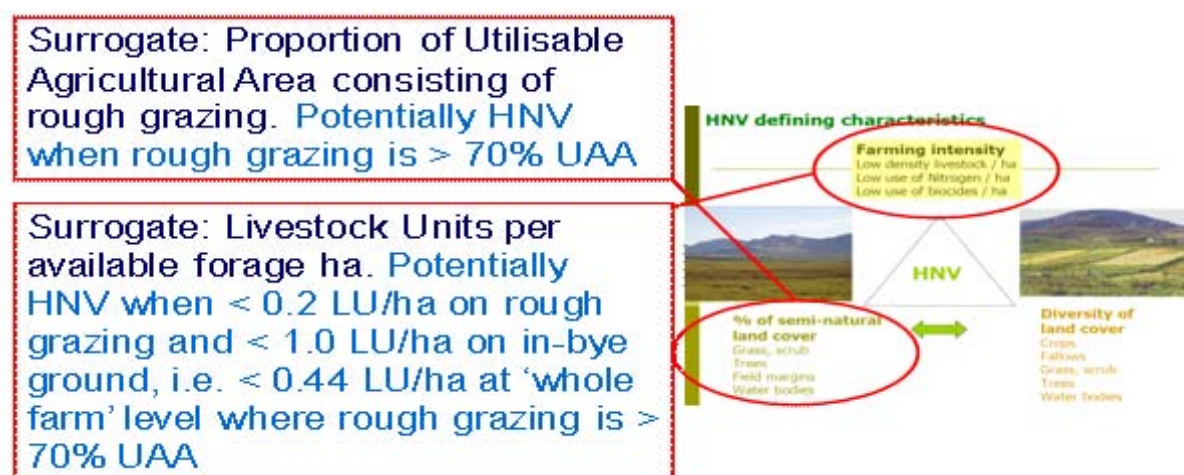 Surrogate: Proportion of Utilisable
Agricultural Area consisting of
rough grazing. Potentially HNV
when rough grazing is > 70% UAA
Surrogate: Livestock Units per
available forage ha. Potentially
HNV when < 0.2 LU/ha on rough
grazing and < 1.0 LU/ha on in-bye
ground, i.e. < 0.44 LU/ha at ‘whole
farm’ level where rough grazing is >
70% UAA
HNV defining characteristics
Farming intensity
Low density livestock / ha
Low use of Nitrogen / ha
Low use of biocides / ha
HNV
% of semi-natural
land cover
Grass, scrub
Trees
Field margins
Water bodies
Diversity of
land cover
Crops
Fallows
Grass, scrub
Trees
Water bodies